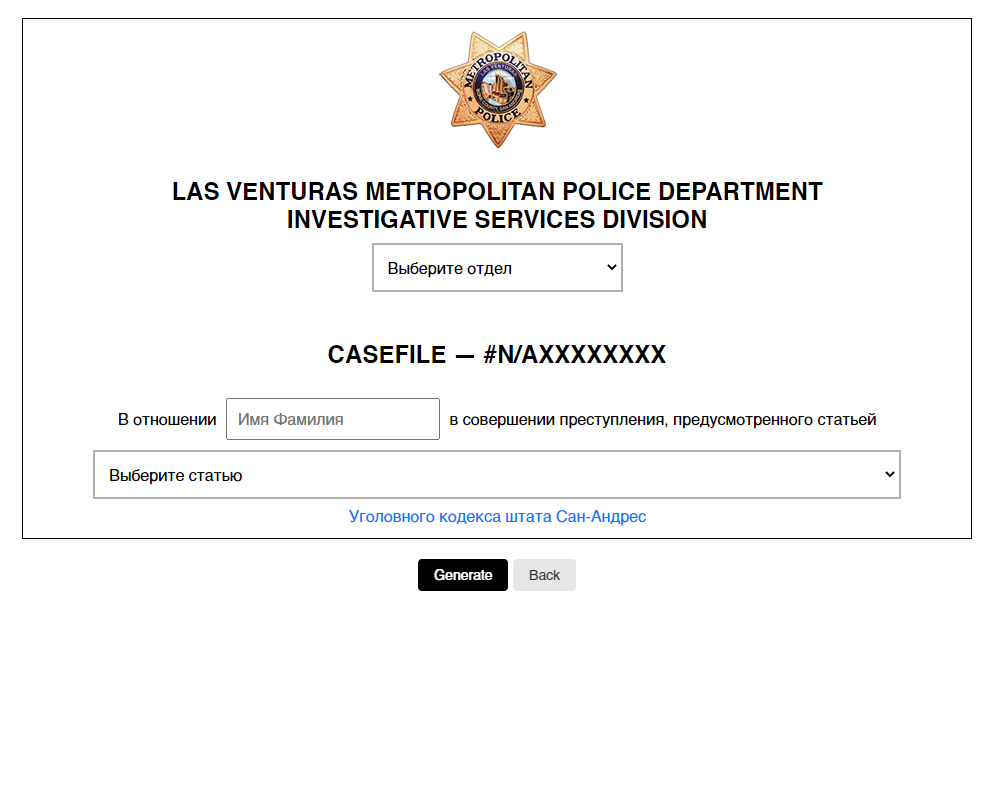 METROPOLITAN
LAS VENTURAS
POLICE
LAS VENTURAS METROPOLITAN POLICE DEPARTMENT
INVESTIGATIVE SERVICES DIVISION
Выберите отдел
CASEFILE — #N/AXXXXXXXX
В отношении Имя Фамилия в совершении преступления, предусмотренного статьей
Выберите статью
Уголовного кодекса штата Сан-Андрес
Generate Back